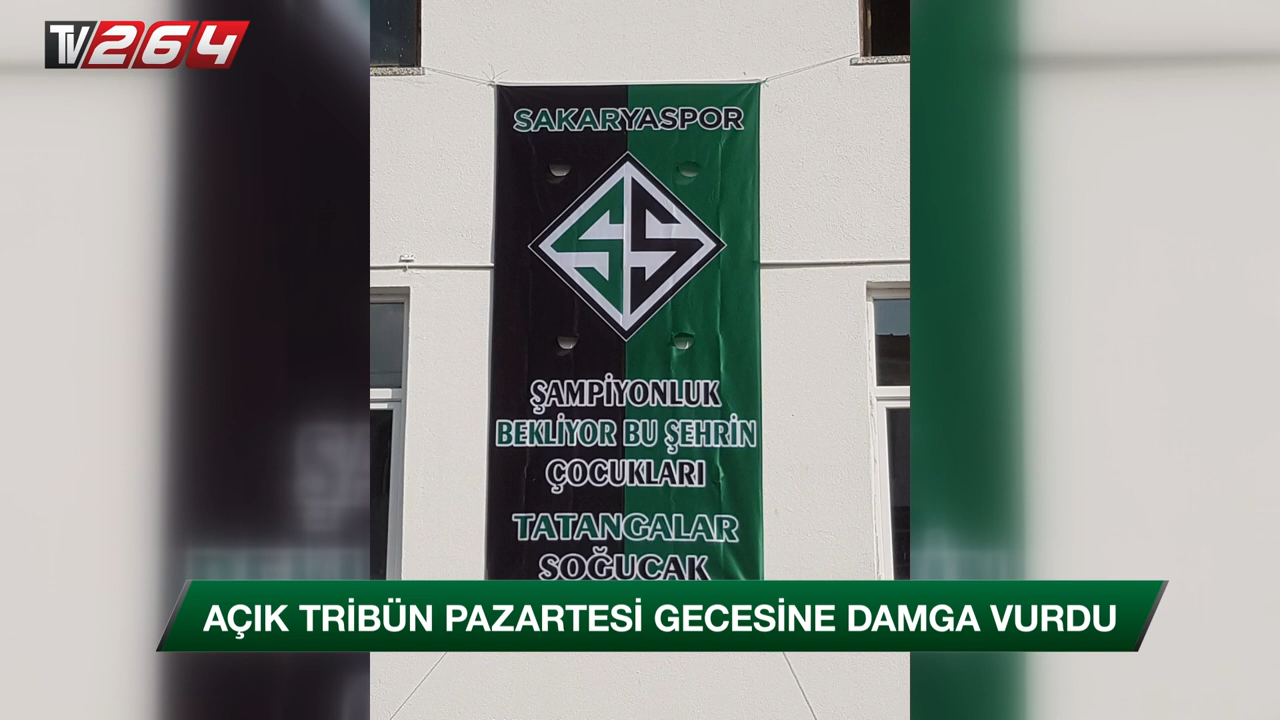 TV264
SAKARYASPOR
SS
ŞAMPİYONLUK
BEKLİYOR BU ŞEHRİN
ÇOCUKLARI
TATANGALAR
SOĞUCAK
AÇIK TRİBÜN PAZARTESİ GECESİNE DAMGA VURDU